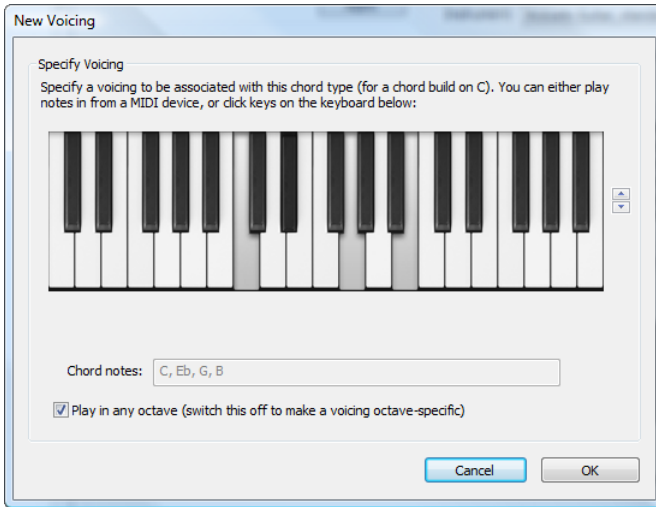 New Voicing
Specify Voicing
Specify a voicing to be associated with this chord type (for a chord build on C). You can either play
notes in from a MIDI device, or click keys on the keyboard below:
Chord notes: C, Eb, G, B
Play in any octave (switch this off to make a voicing octave-specific)
Cancel OK